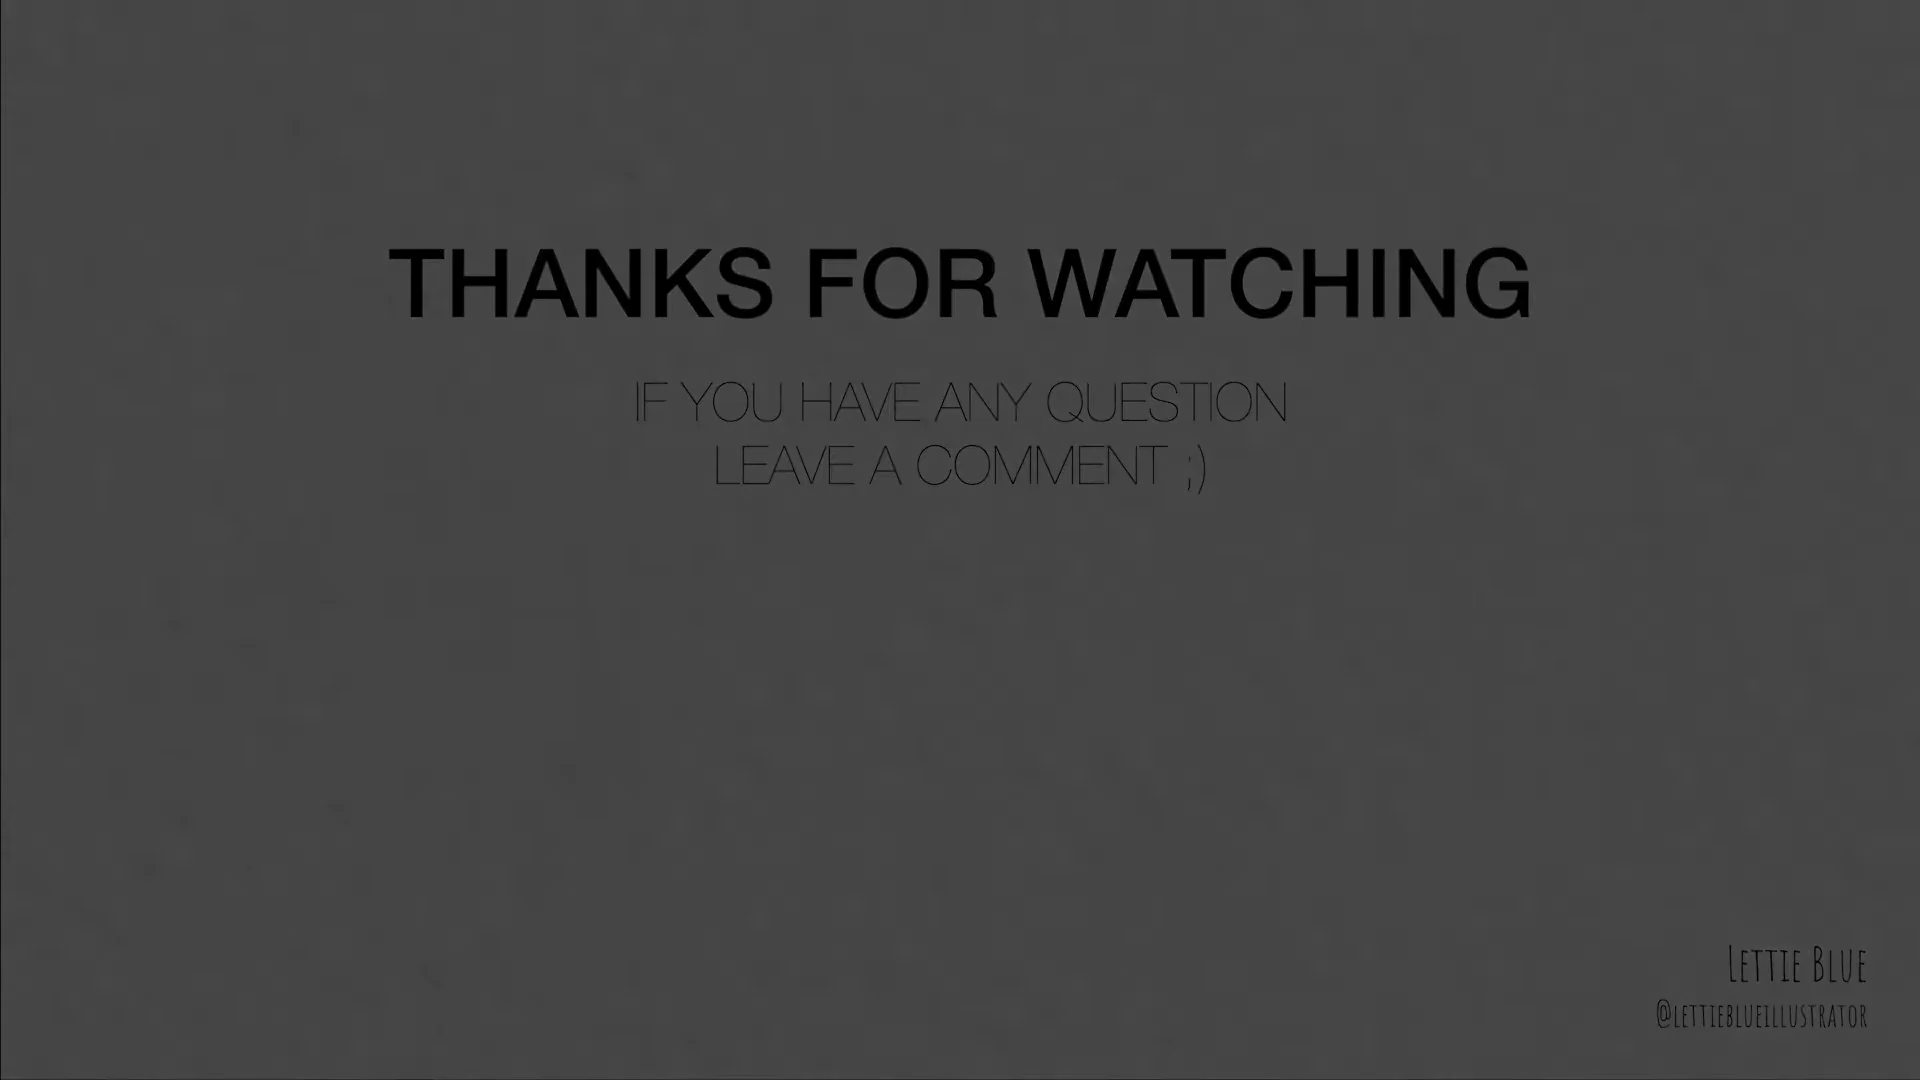 THANKS FOR WATCHING
IF YOU HAVE ANY QUESTION
LEAVE A COMMENT ;)
LETTIE BLUE
@LETTIEBLUEILLUSTRATOR